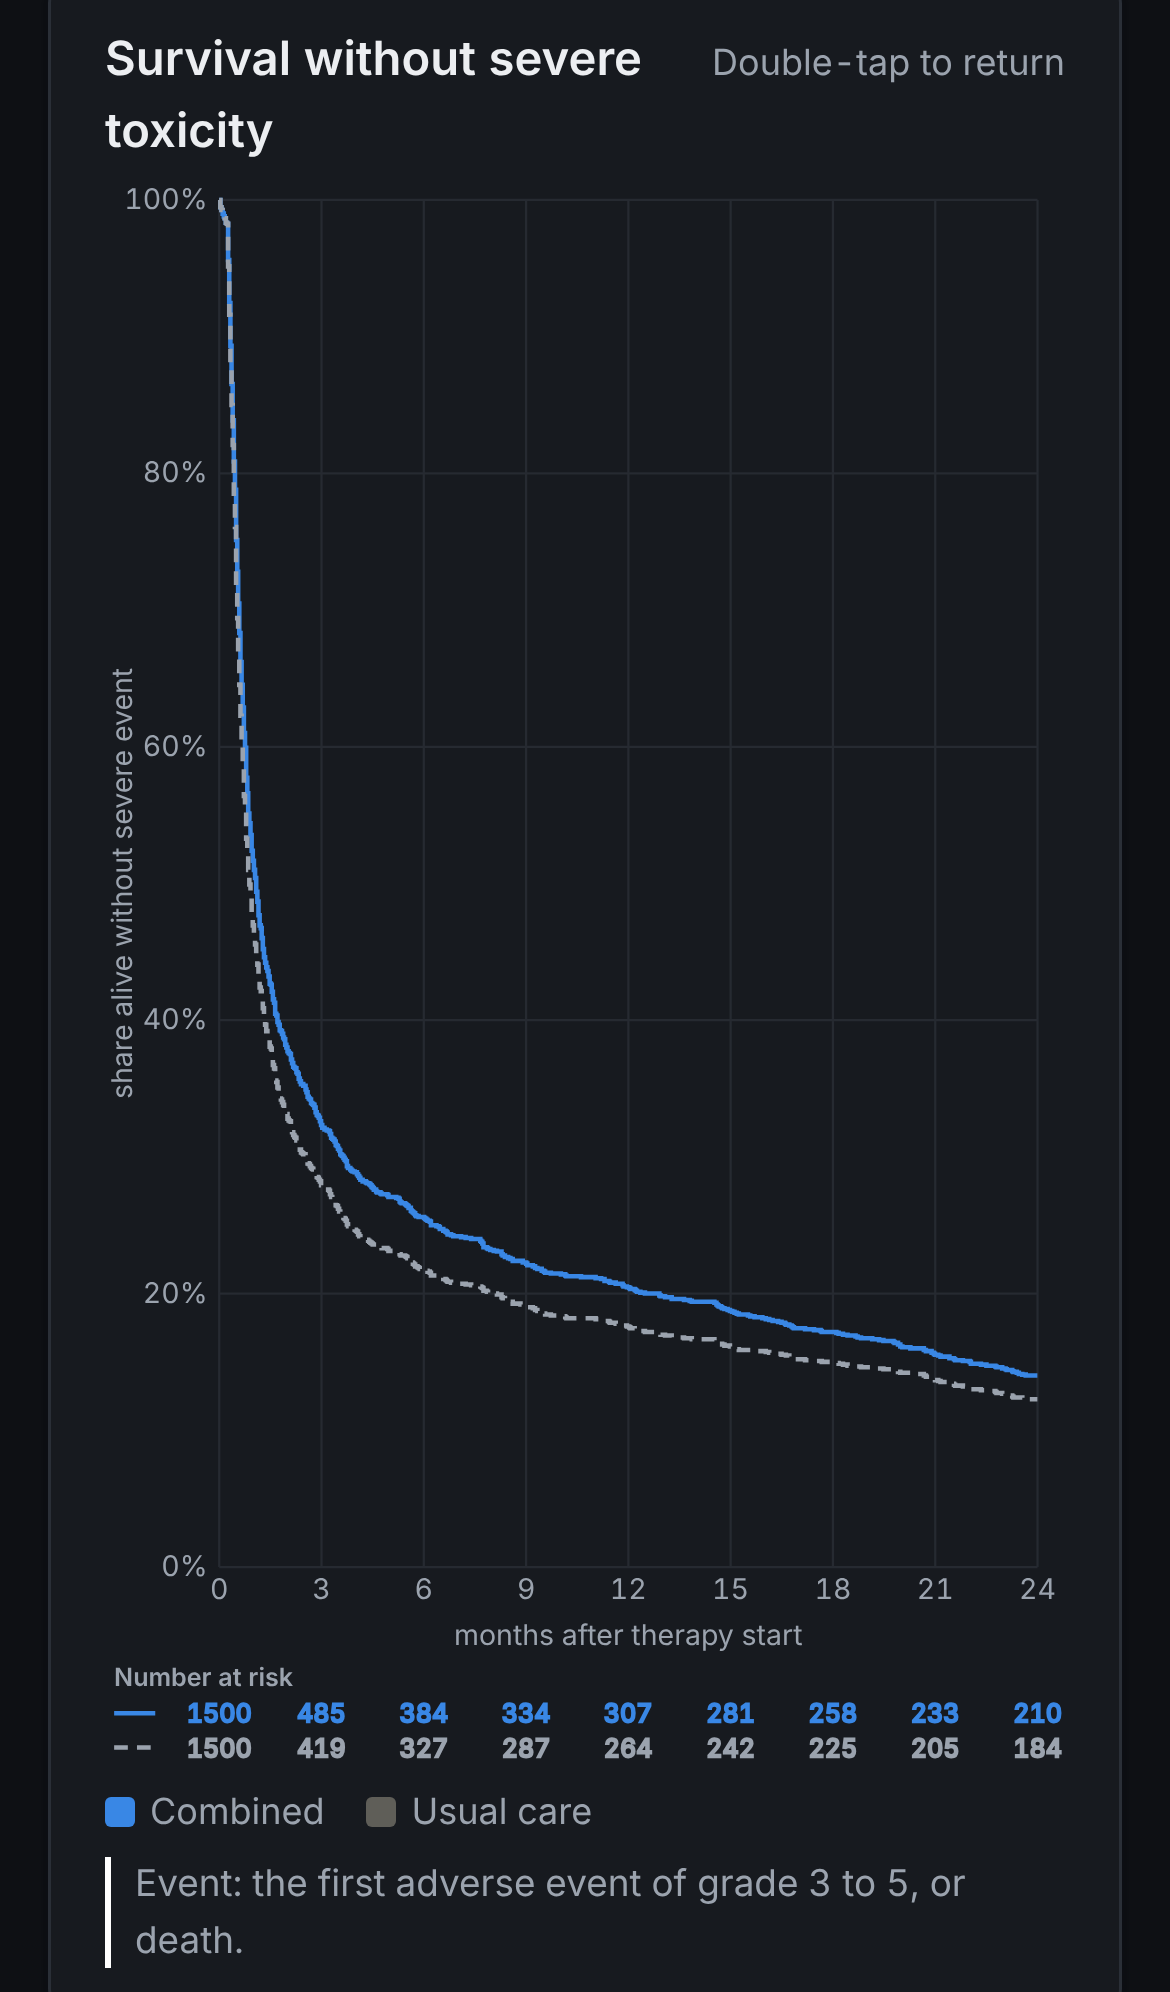 Survival without severe
toxicity
Double-tap to return
100%
80%
60%
40%
20%
0%
share alive without severe event
0 3 6 9 12 15 18 21 24
months after therapy start
Number at risk
1500 485 384 334 307 281 258 233 210
1500 419 327 287 264 242 225 205 184
Combined Usual care
Event: the first adverse event of grade 3 to 5, or
death.